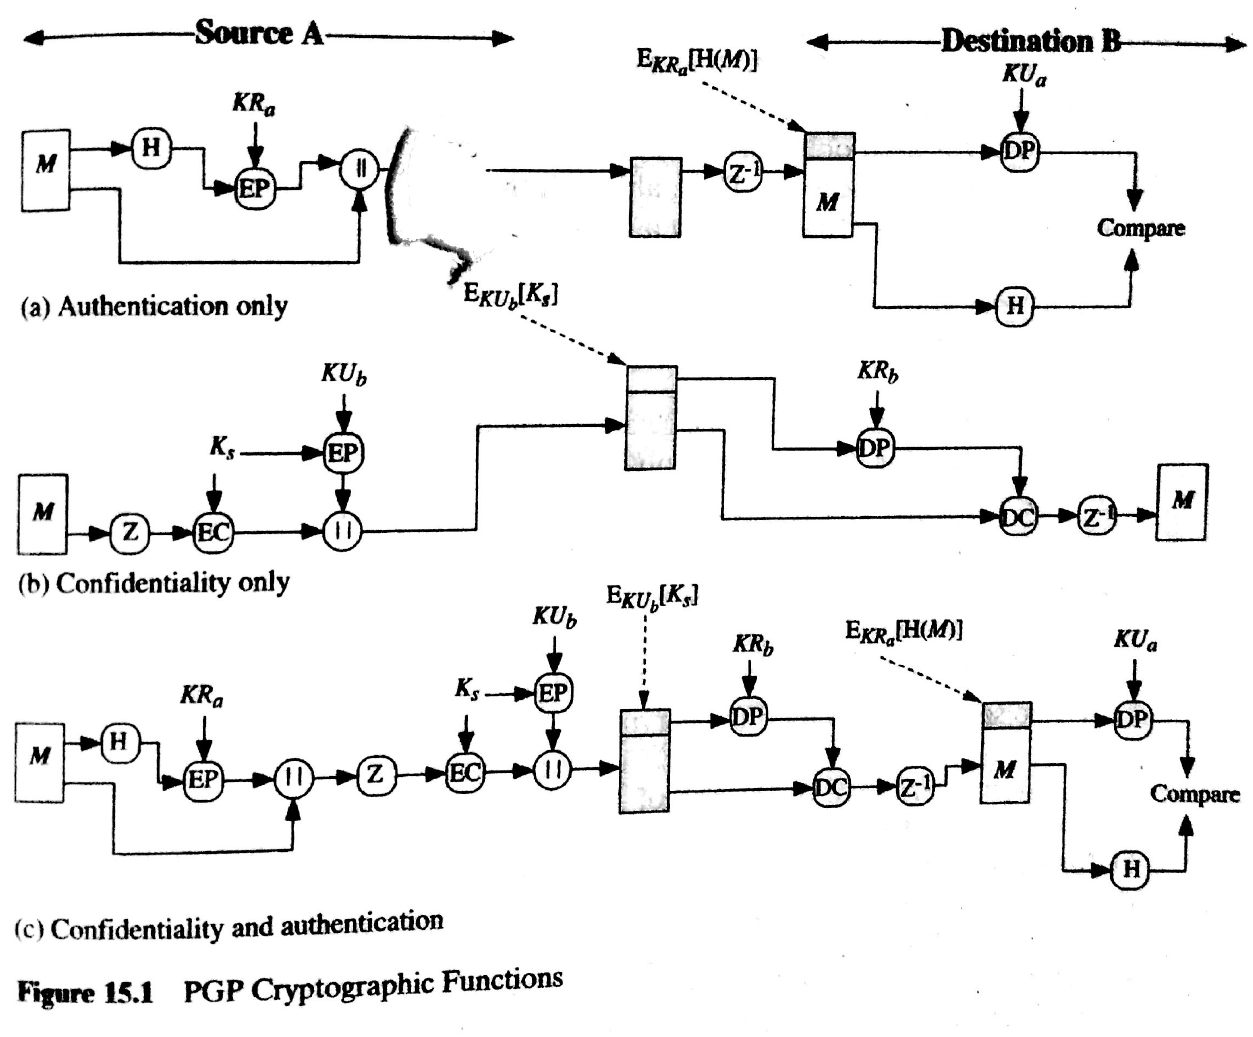 Source A
Destination B
E_{KR_a}[H(M)]
KU_a
KR_a
M
H
EP
||
Z^{-1}
M
DP
Compare
H
(a) Authentication only
E_{KU_b}[K_s]
KU_b
KR_b
K_s
EP
DP
M
Z
EC
||
DC
Z^{-1}
M
(b) Confidentiality only
E_{KU_b}[K_s]
KU_b
E_{KR_a}[H(M)]
KR_b
KU_a
KR_a
K_s
EP
DP
DP
M
H
EP
||
Z
EC
||
DC
Z^{-1}
M
Compare
H
(c) Confidentiality and authentication
Figure 15.1 PGP Cryptographic Functions